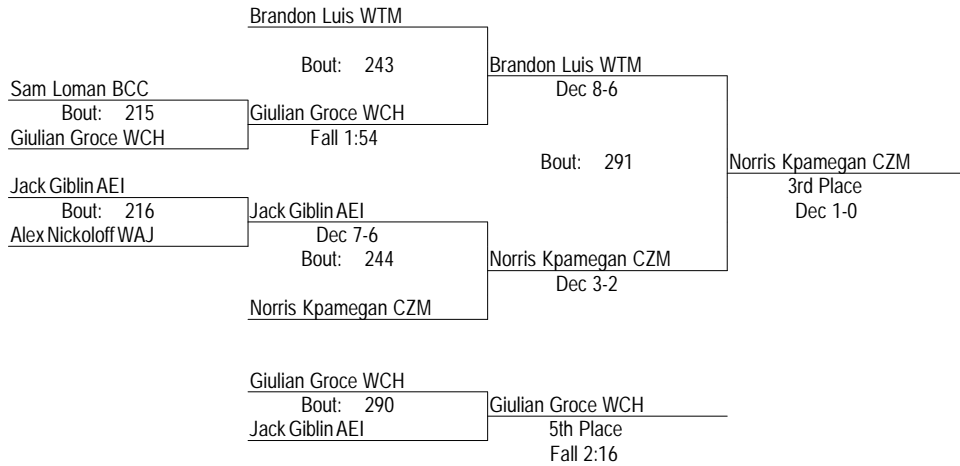 Brandon Luis WTM
Bout: 243
Brandon Luis WTM
Dec 8-6
Sam Loman BCC
Bout: 215
Giulian Groce WCH
Giulian Groce WCH
Fall 1:54
Bout: 291
Norris Kpamegan CZM
3rd Place
Dec 1-0
Jack Giblin AEI
Bout: 216
Alex Nickoloff WAJ
Jack Giblin AEI
Dec 7-6
Bout: 244
Norris Kpamegan CZM
Dec 3-2
Norris Kpamegan CZM
Giulian Groce WCH
Bout: 290
Jack Giblin AEI
Giulian Groce WCH
5th Place
Fall 2:16